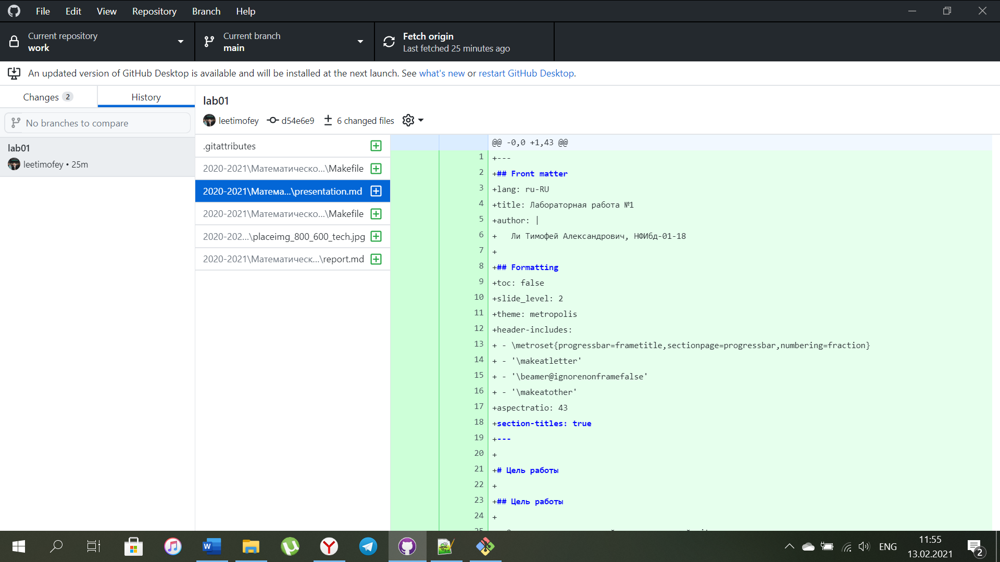 File Edit View Repository Branch Help
Current repository
work
Current branch
main
Fetch origin
Last fetched 25 minutes ago
An updated version of GitHub Desktop is available and will be installed at the next launch. See what's new or restart GitHub Desktop.
Changes 2
History
No branches to compare
lab01
leetimofey • 25m
lab01
leetimofey d54e6e9 6 changed files
.gitattributes
2020-2021\Математическо...\Makefile
2020-2021\Матема...\presentation.md
2020-2021\Математическо...\Makefile
2020-202...\placeimg_800_600_tech.jpg
2020-2021\Математическ...\report.md
@@ -0,0 +1,43 @@
1 +---
2 +## Front matter
3 +lang: ru-RU
4 +title: Лабораторная работа №1
5 +author: |
6 + Ли Тимофей Александрович, НФИбд-01-18
7 +
8 +## Formatting
9 +toc: false
10 +slide_level: 2
11 +theme: metropolis
12 +header-includes:
13 + - \metroset{progressbar=frametitle,sectionpage=progressbar,numbering=fraction}
14 + - '\makeatletter'
15 + - '\beamer@ignorenonframefalse'
16 + - '\makeatother'
17 +aspectratio: 43
18 +section-titles: true
19 +---
20 +
21 +# Цель работы
22 +
23 +## Цель работы
24 +
25
ENG
11:55
13.02.2021
2